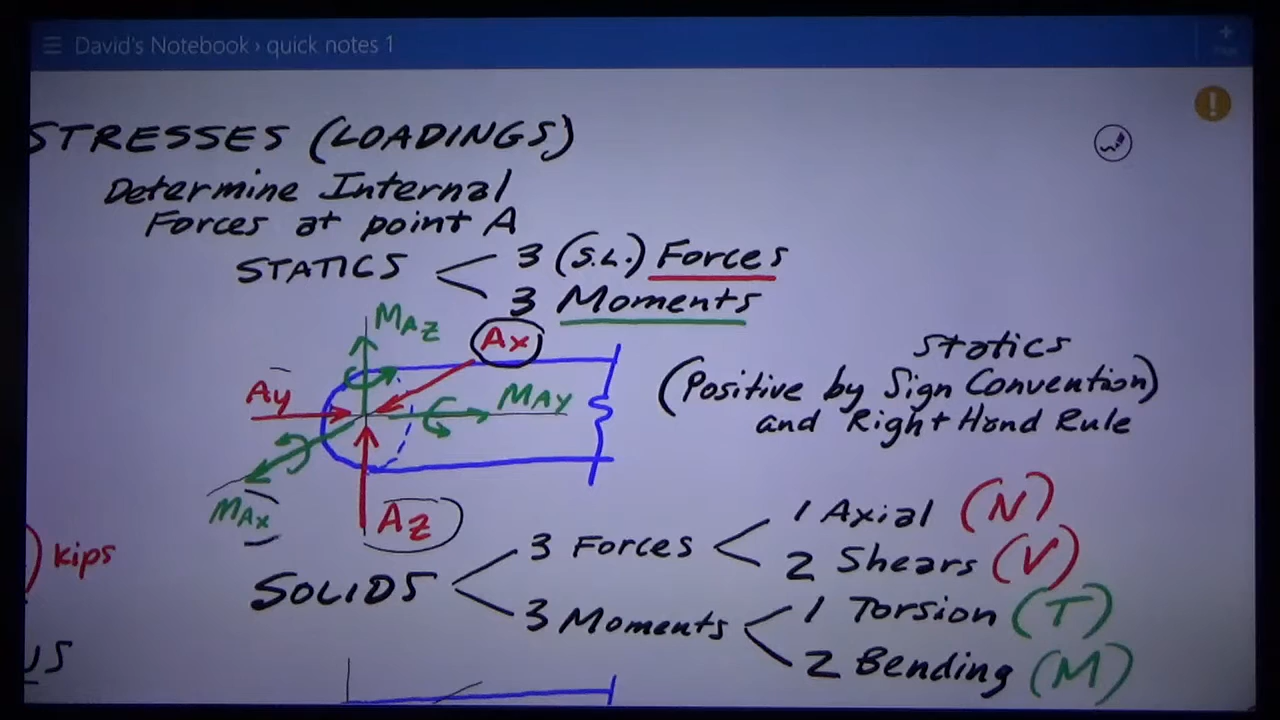 David's Notebook › quick notes 1
STRESSES (LOADINGS)
Determine Internal
Forces at point A
STATICS
3 (S.L.) Forces
3 Moments
MAZ
Ax
Ay
MAY
MAx
AZ
Statics
(Positive by Sign Convention)
and Right Hand Rule
) kips
SOLIDS
3 Forces
1 Axial (N)
2 Shears (V)
3 Moments
1 Torsion (T)
2 Bending (M)
US